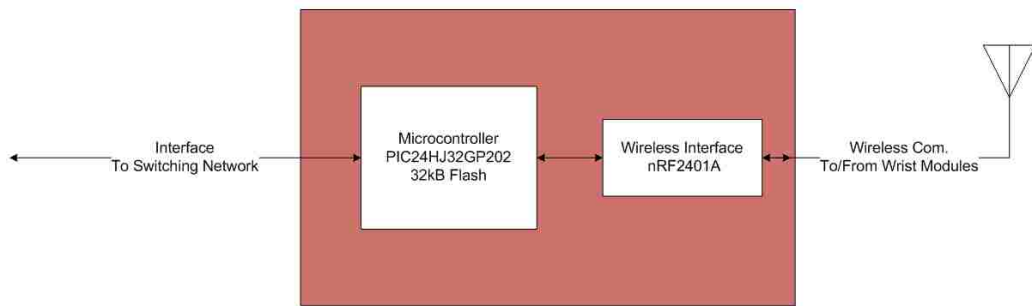 Interface
To Switching Network
Microcontroller
PIC24HJ32GP202
32kB Flash
Wireless Interface
nRF2401A
Wireless Com.
To/From Wrist Modules